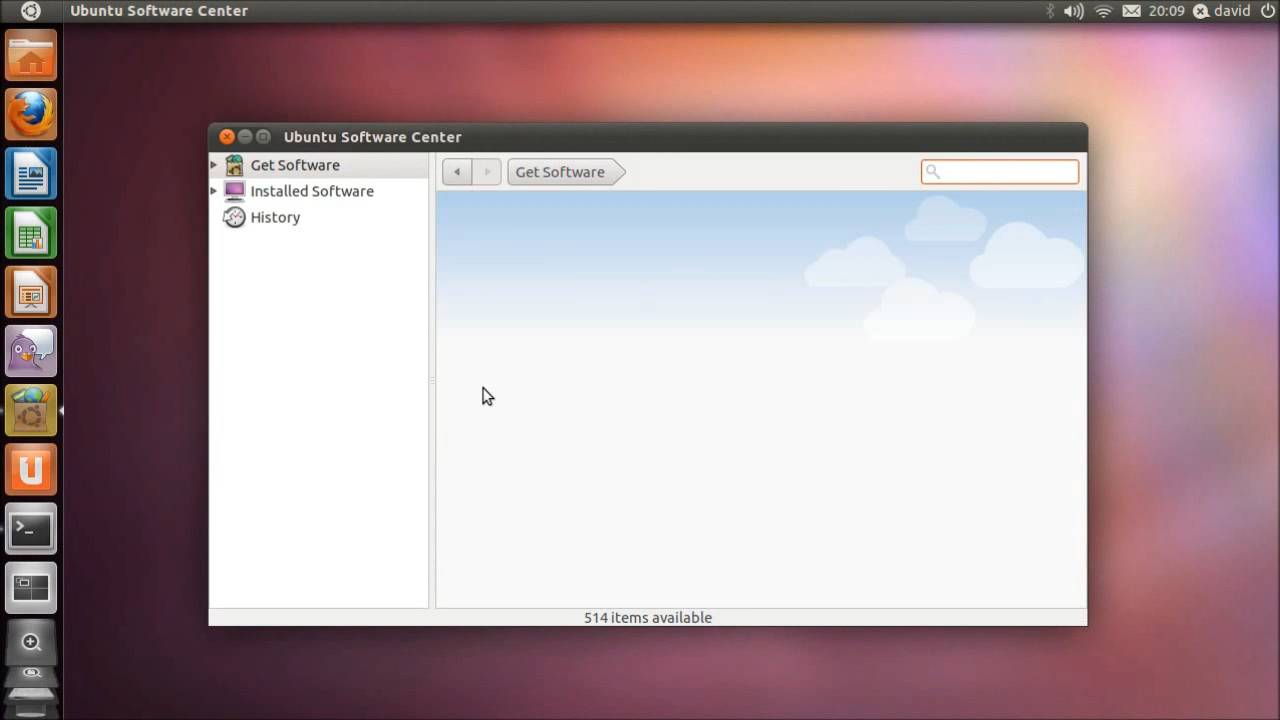 Ubuntu Software Center
20:09
david
Ubuntu Software Center
Get Software
Installed Software
History
Get Software
514 items available